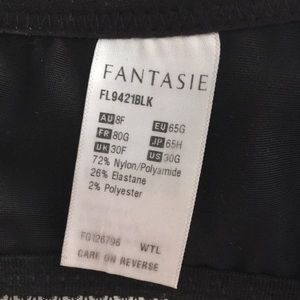 FANTASIE
FL9421BLK
AU 8F EU 65G
FR 80G JP 65H
UK 30F US 30G
72% Nylon/Polyamide
26% Elastane
2% Polyester
FG126796 WTL
CARE ON REVERSE